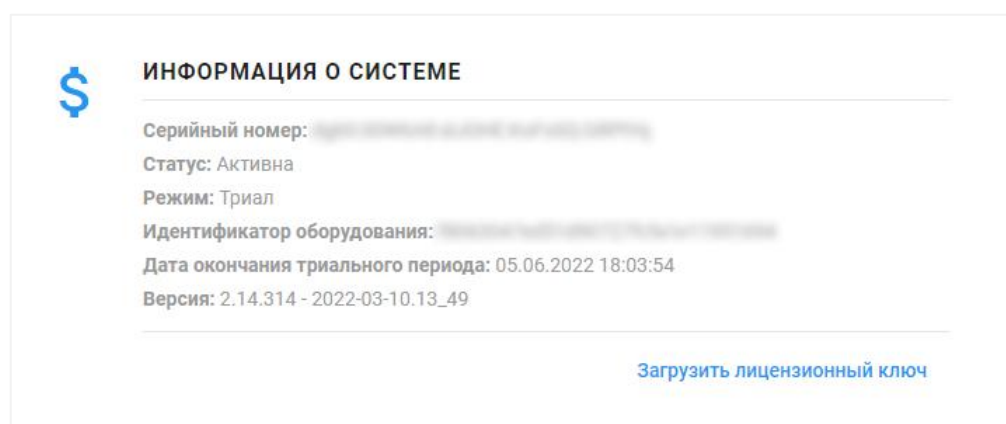 $
ИНФОРМАЦИЯ О СИСТЕМЕ
Серийный номер:
Статус: Активна
Режим: Триал
Идентификатор оборудования:
Дата окончания триального периода: 05.06.2022 18:03:54
Версия: 2.14.314 - 2022-03-10.13_49
Загрузить лицензионный ключ